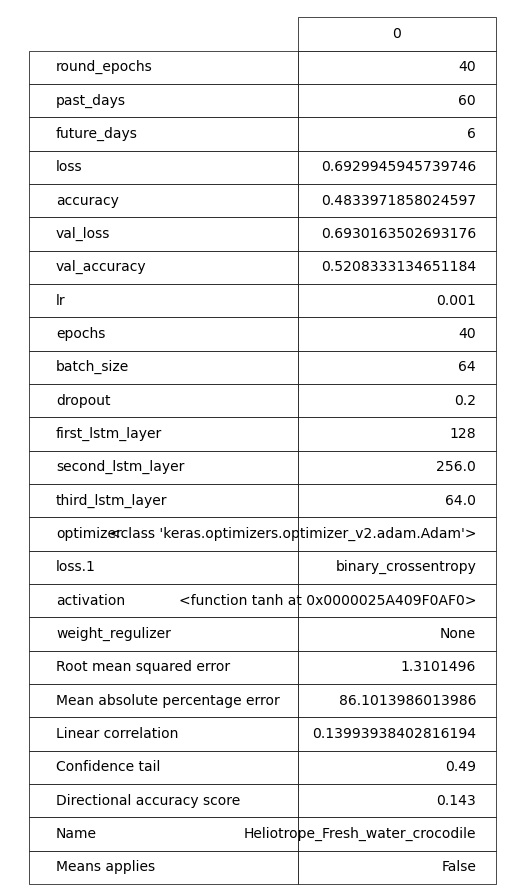 0
round_epochs 40
past_days 60
future_days 6
loss 0.6929945945739746
accuracy 0.4833971858024597
val_loss 0.6930163502693176
val_accuracy 0.5208333134651184
lr 0.001
epochs 40
batch_size 64
dropout 0.2
first_lstm_layer 128
second_lstm_layer 256.0
third_lstm_layer 64.0
optimizer <class 'keras.optimizers.optimizer_v2.adam.Adam'>
loss.1 binary_crossentropy
activation <function tanh at 0x0000025A409F0AF0>
weight_regulizer None
Root mean squared error 1.3101496
Mean absolute percentage error 86.1013986013986
Linear correlation 0.13993938402816194
Confidence tail 0.49
Directional accuracy score 0.143
Name Heliotrope_Fresh_water_crocodile
Means applies False